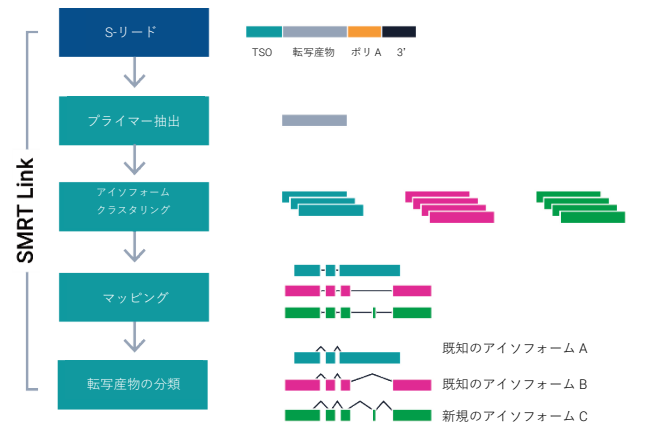 SMRT Link
S-リード
TSO 転写産物 ポリ A 3'
プライマー抽出
アイソフォーム
クラスタリング
マッピング
転写産物の分類
既知のアイソフォーム A
既知のアイソフォーム B
新規のアイソフォーム C